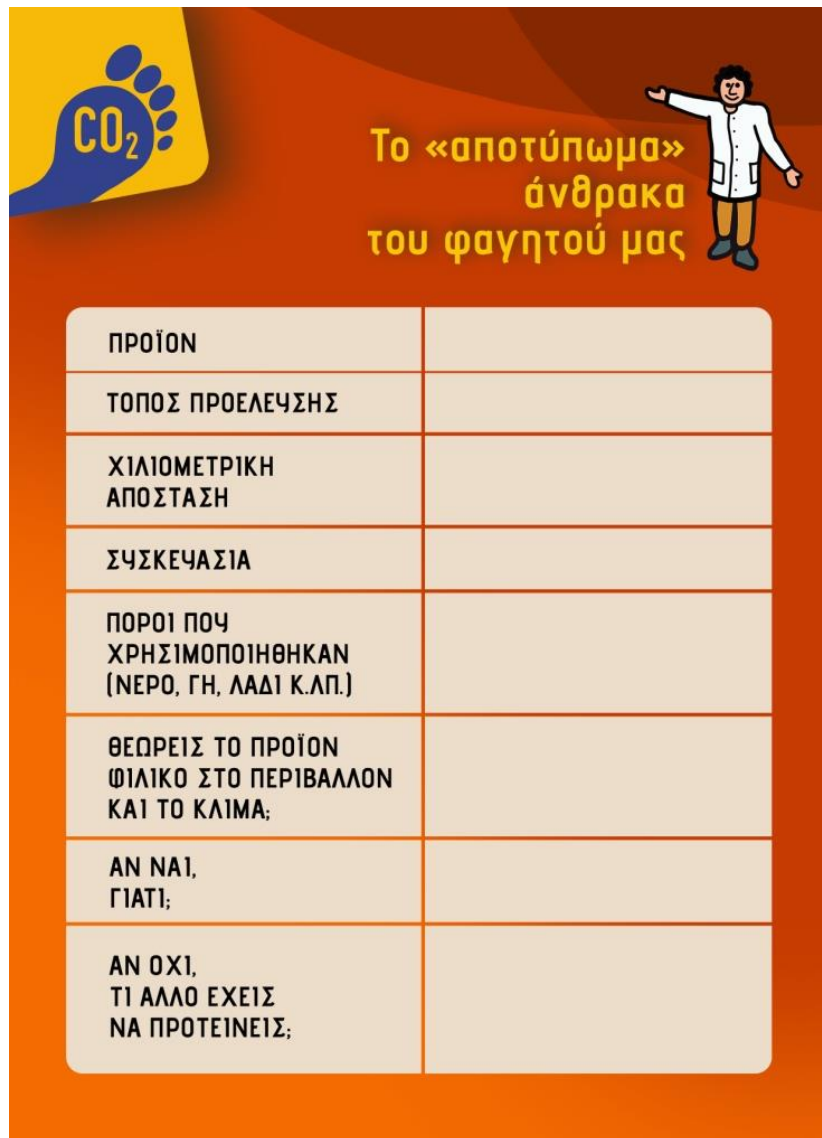 CO₂
Το «αποτύπωμα»
άνθρακα
του φαγητού μας
ΠΡΟΪΟΝ
ΤΟΠΟΣ ΠΡΟΕΛΕΥΣΗΣ
ΧΙΛΙΟΜΕΤΡΙΚΗ
ΑΠΟΣΤΑΣΗ
ΣΥΣΚΕΥΑΣΙΑ
ΠΟΡΟΙ ΠΟΥ
ΧΡΗΣΙΜΟΠΟΙΗΘΗΚΑΝ
(ΝΕΡΟ, ΓΗ, ΛΑΔΙ Κ.ΛΠ.)
ΘΕΩΡΕΙΣ ΤΟ ΠΡΟΪΟΝ
ΦΙΛΙΚΟ ΣΤΟ ΠΕΡΙΒΑΛΛΟΝ
ΚΑΙ ΤΟ ΚΛΙΜΑ;
ΑΝ ΝΑΙ,
ΓΙΑΤΙ;
ΑΝ ΟΧΙ,
ΤΙ ΑΛΛΟ ΕΧΕΙΣ
ΝΑ ΠΡΟΤΕΙΝΕΙΣ;